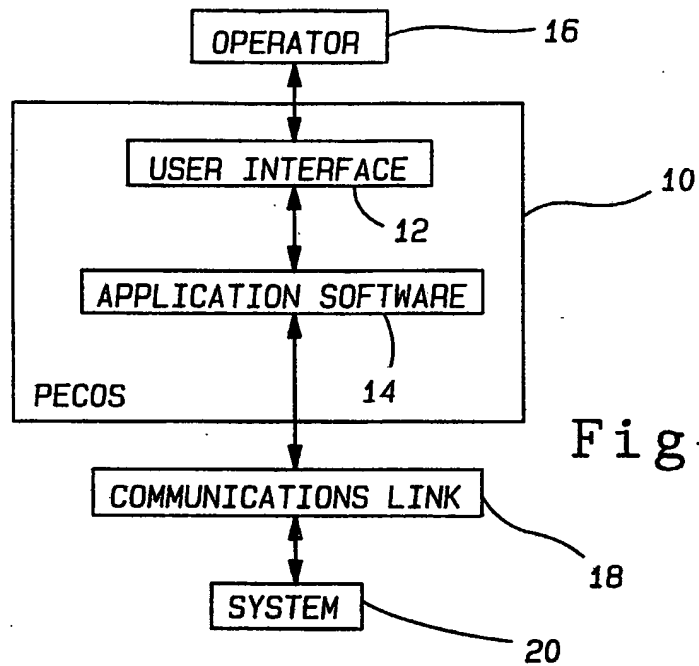 OPERATOR
16
USER INTERFACE
10
12
APPLICATION SOFTWARE
14
PECOS
Fig.
COMMUNICATIONS LINK
18
SYSTEM
20